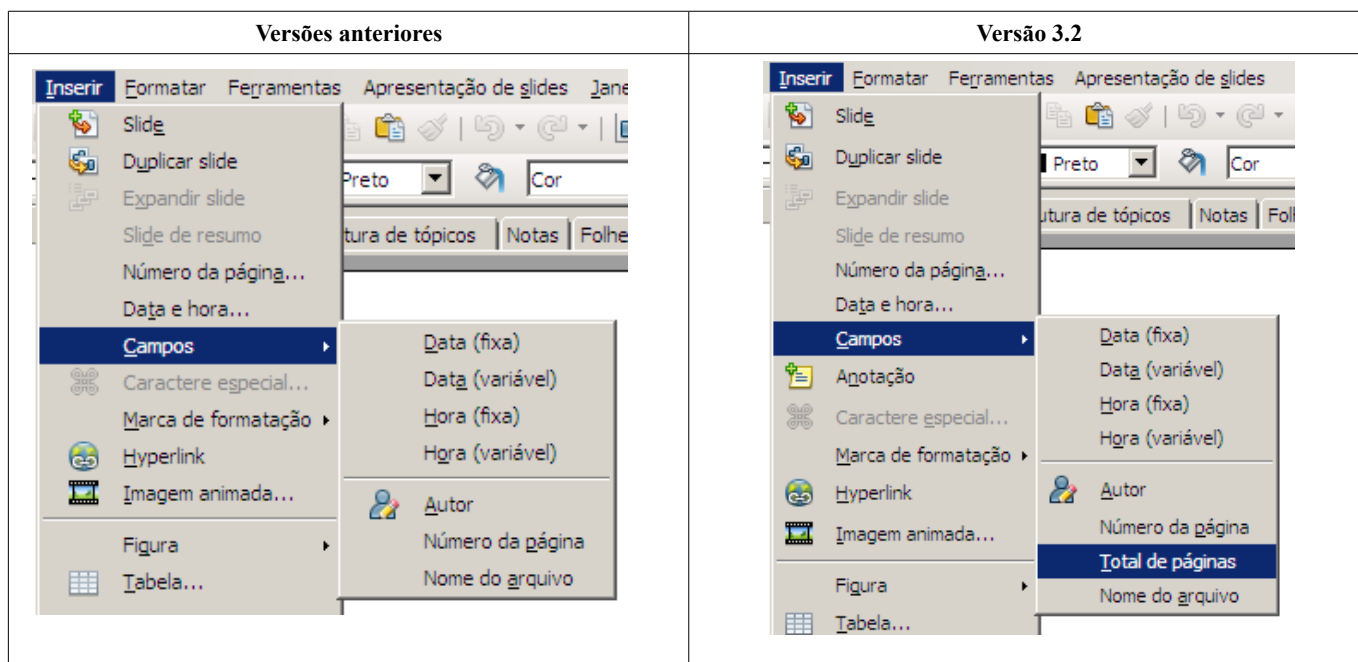 Versões anteriores
Inserir Formatar Ferramentas Apresentação de slides Jane
Slide
Duplicar slide
Preto Cor
Expandir slide
Slide de resumo
tura de tópicos Notas Folhe
Número da página...
Data e hora...
Campos
Data (fixa)
Data (variável)
Hora (fixa)
Hora (variável)
Autor
Número da página
Nome do arquivo
Caractere especial...
Marca de formatação
Hyperlink
Imagem animada...
Figura
Tabela...
Versão 3.2
Inserir Formatar Ferramentas Apresentação de slides
Slide
Duplicar slide
Preto Cor
Expandir slide
Slide de resumo
utura de tópicos Notas Foll
Número da página...
Data e hora...
Campos
Data (fixa)
Data (variável)
Hora (fixa)
Hora (variável)
Autor
Número da página
Total de páginas
Nome do arquivo
Anotação
Caractere especial...
Marca de formatação
Hyperlink
Imagem animada...
Figura
Tabela...